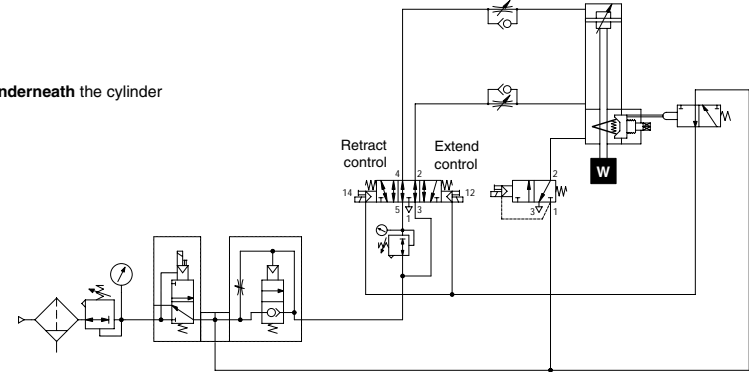 nderneath the cylinder
Retract control
Extend control
4 2
14
12
5 3
1
2
3 1
W